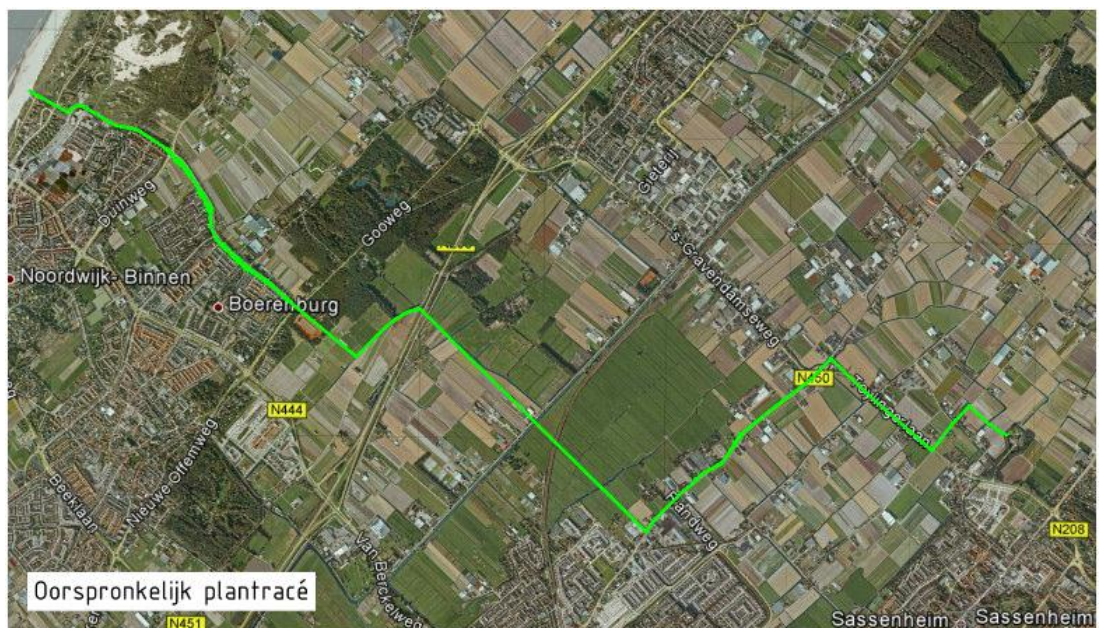 Duinweg
Gieterij
Gooweg
's-Gravendamseweg
Noordwijk- Binnen
Boerenburg
N450
Teylingerlaan
N444
Beeklaan
Nieuwe Offemweg
Randweg
N208
Van Berckelweg
Oorspronkelijk plantracé
N451
Sassenheim
Sassenheim